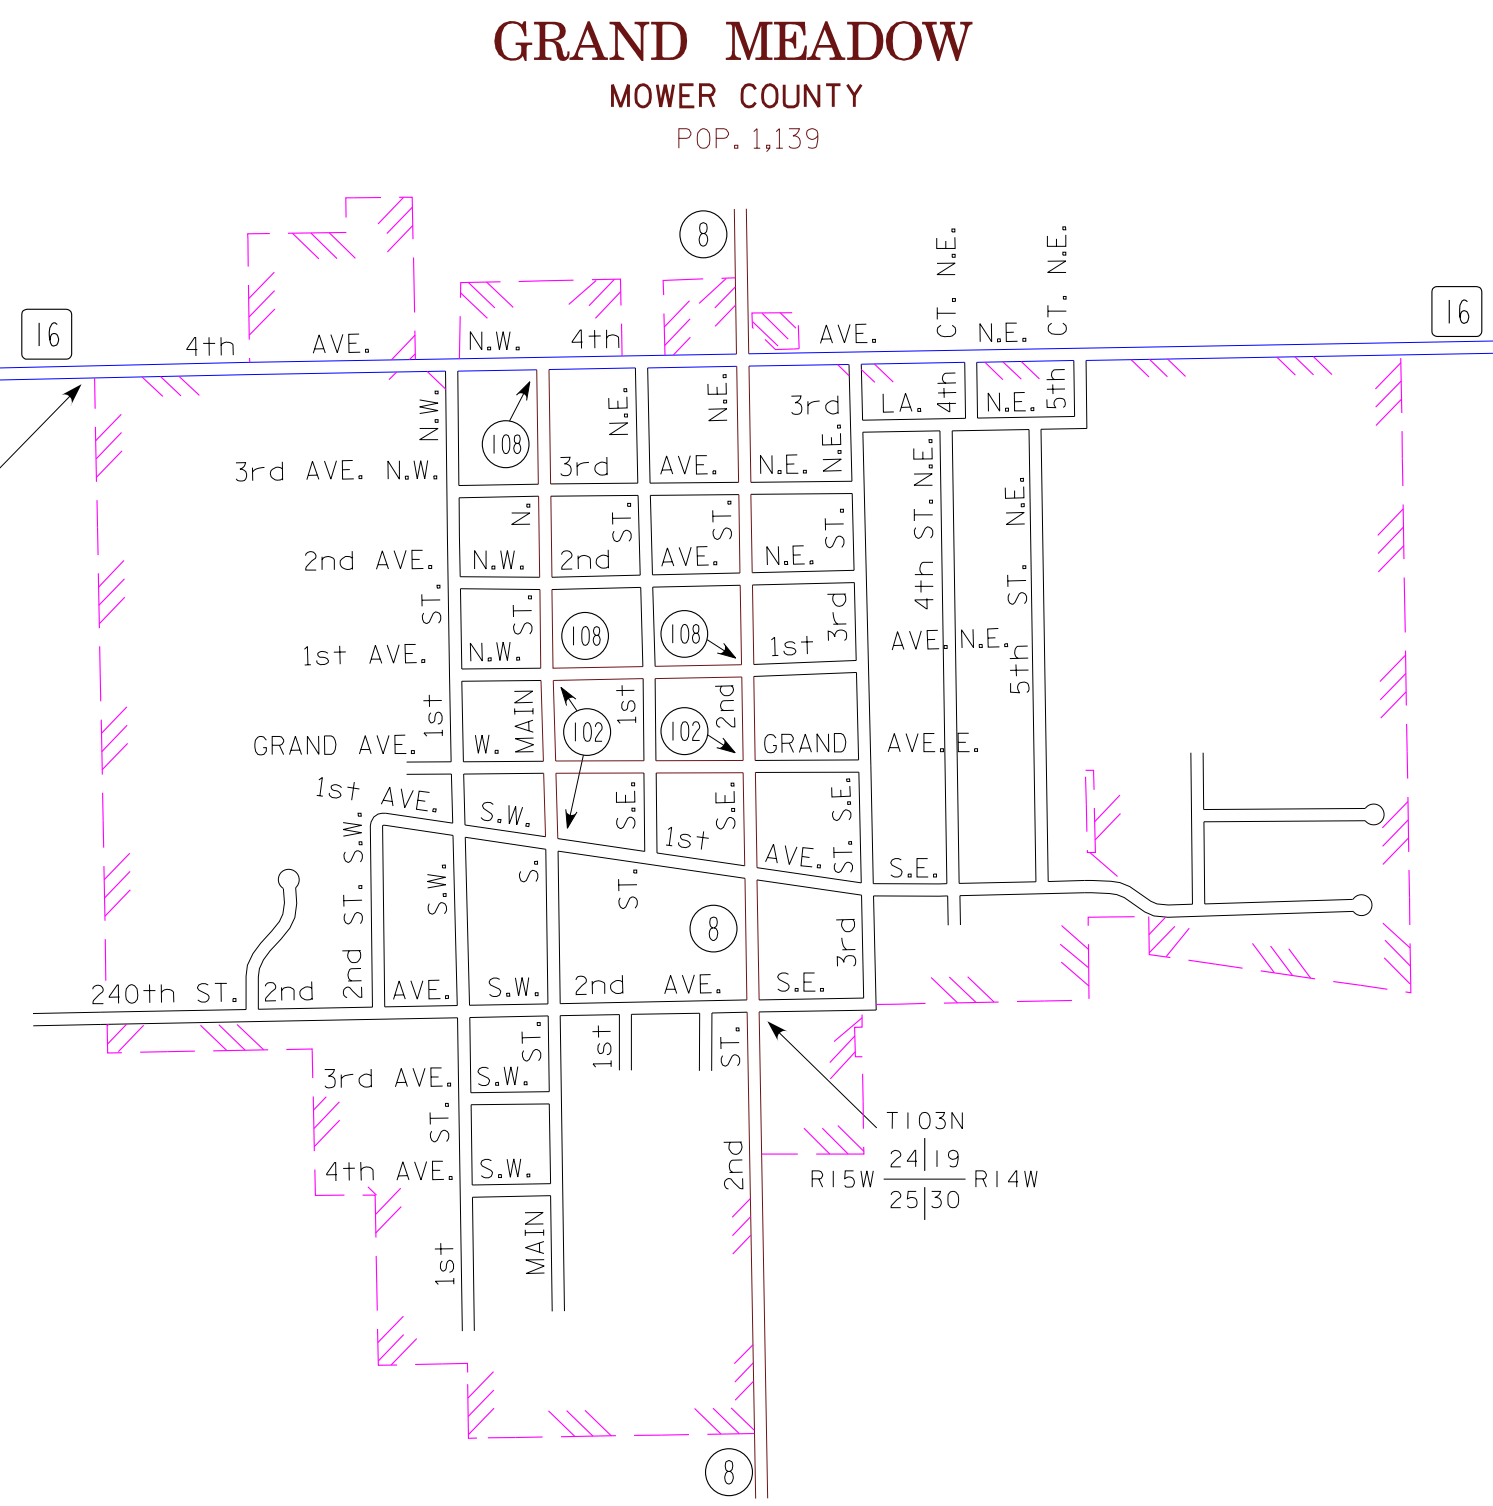 GRAND MEADOW
MOWER COUNTY
POP. 1,139
8
CT. N.E.
CT. N.E.
16
16
4th AVE. N.W. 4th AVE. N.E.
N.W.
108
N.E.
N.E.
3rd
LA.
4th
N.E.
5th
3rd AVE. N.W.
3rd AVE. N.E.
N.E.
4th ST. N.E.
N.
ST.
ST.
ST.
5th ST. N.E.
2nd AVE. N.W. 2nd AVE. N.E.
ST.
ST.
108
108
3rd
1st AVE. N.W. 1st AVE. N.E.
1st
MAIN
1st
2nd
102
102
GRAND AVE. W. GRAND AVE. E.
1st AVE. S.W. 1st AVE. S.E.
S.E.
S.E.
ST. S.E.
2nd ST. S.W.
S.W.
S.
ST.
8
3rd
240th ST. 2nd AVE. S.W. 2nd AVE. S.E.
ST.
1st
ST.
3rd AVE. S.W.
ST.
T103N
24|19
R15W R14W
25|30
4th AVE. S.W.
2nd
1st
MAIN
8